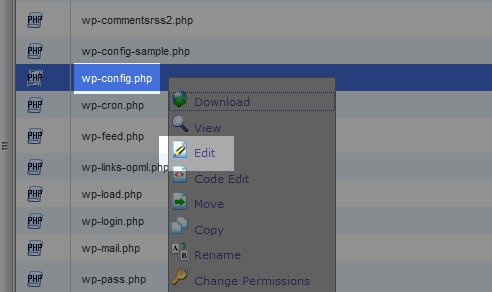 PHP wp-commentsrss2.php
PHP wp-config-sample.php
PHP wp-config.php
Download
PHP wp-cron.php
View
PHP wp-feed.php
Edit
PHP wp-links-opml.php
Code Edit
PHP wp-load.php
Move
PHP wp-login.php
Copy
PHP wp-mail.php
Rename
PHP wp-pass.php
Change Permissions